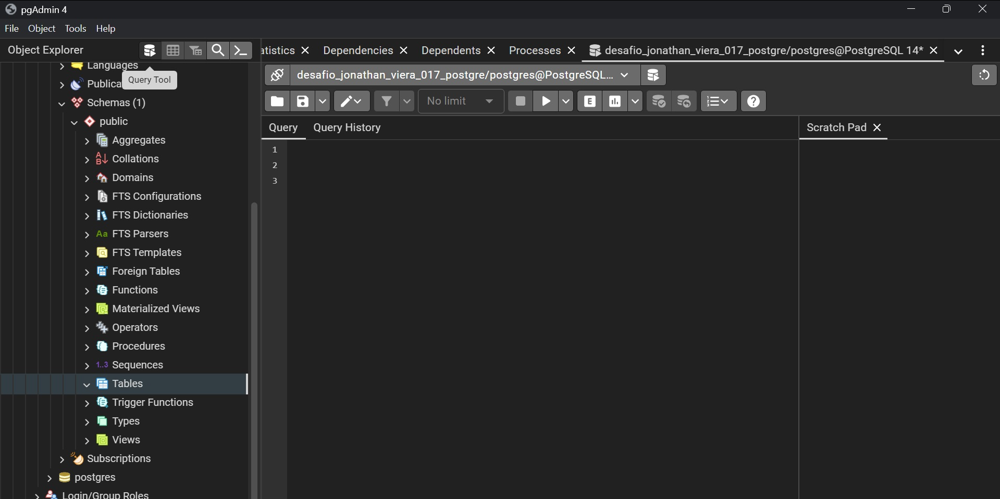 pgAdmin 4
File Object Tools Help
Object Explorer
atistics Dependencies Dependents Processes desafio_jonathan_viera_017_postgre/postgres@PostgreSQL 14*
Languages
Publica
Query Tool
desafio_jonathan_viera_017_postgre/postgres@PostgreSQL...
No limit
E
Schemas (1)
public
Aggregates
A
B
Collations
Domains
FTS Configurations
FTS Dictionaries
Aa FTS Parsers
FTS Templates
Foreign Tables
Functions
Materialized Views
Operators
Procedures
1..3 Sequences
Tables
Trigger Functions
Types
Views
Subscriptions
postgres
Login/Group Roles
Query Query History
1
2
3
Scratch Pad